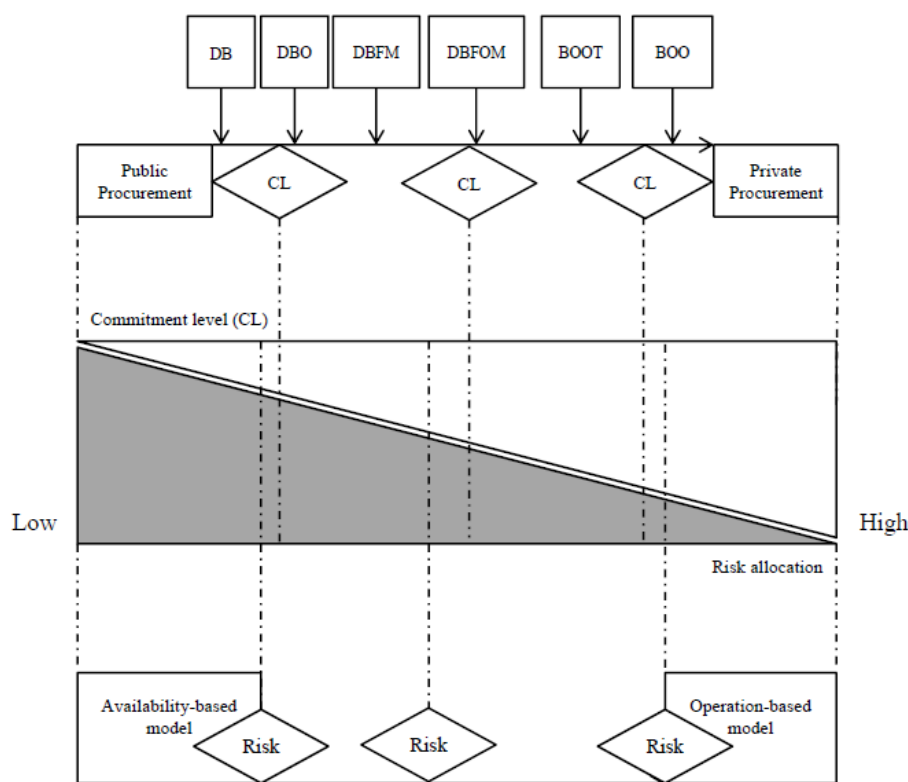 DB
DBO
DBFM
DBFOM
BOOT
BOO
Public
Procurement
CL
CL
CL
Private
Procurement
Commitment level (CL)
Low
High
Risk allocation
Availability-based
model
Risk
Risk
Risk
Operation-based
model